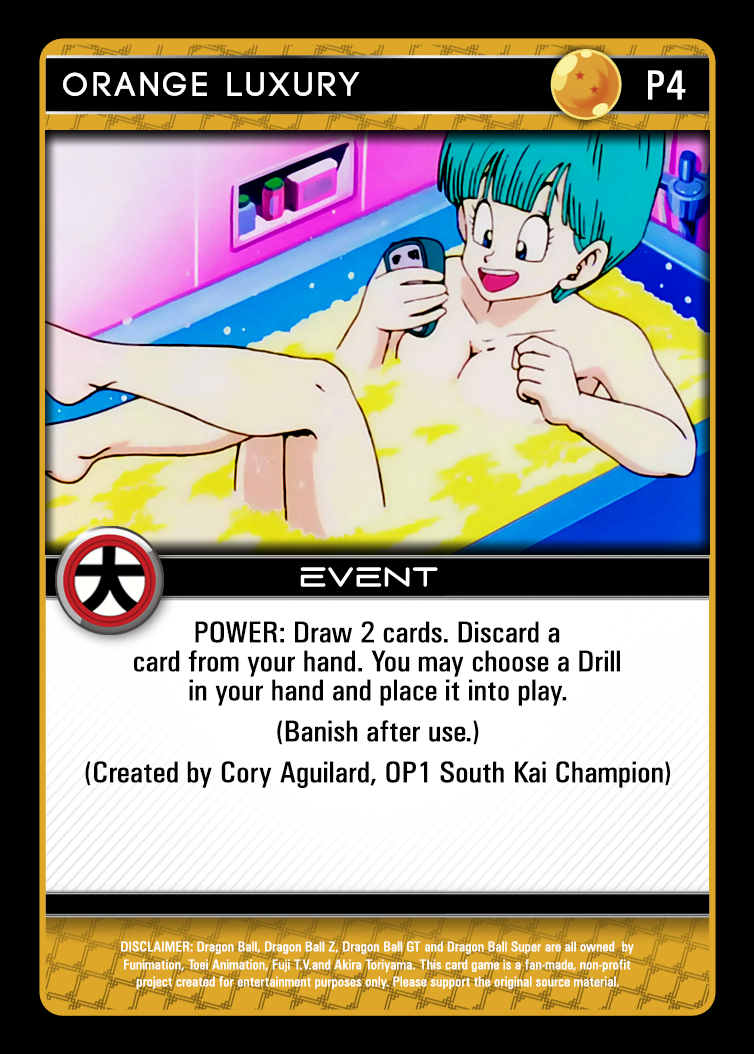 ORANGE LUXURY P4
大
EVENT
POWER: Draw 2 cards. Discard a
card from your hand. You may choose a Drill
in your hand and place it into play.
(Banish after use.)
(Created by Cory Aguilard, OP1 South Kai Champion)
DISCLAIMER: Dragon Ball, Dragon Ball Z, Dragon Ball GT and Dragon Ball Super are all owned by
Funimation, Toei Animation, Fuji T.V.and Akira Toriyama. This card game is a fan-made, non-profit
project created for entertainment purposes only. Please support the original source material.